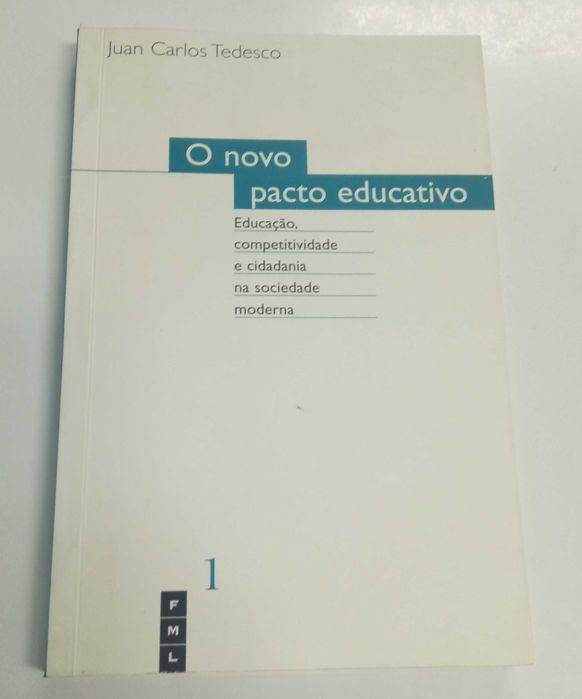 Juan Carlos Tedesco
O novo
pacto educativo
Educação,
competitividade
e cidadania
na sociedade
moderna
1
F
M
L